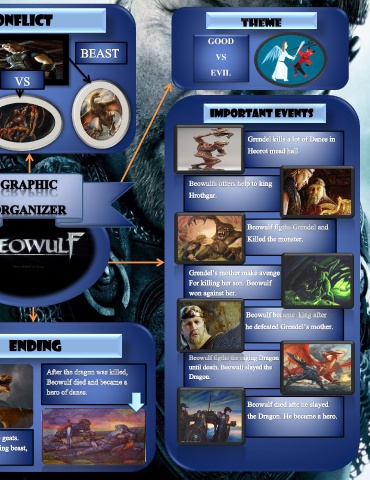 ONFLICT
BEAST
VS
THEME
GOOD
VS
EVIL
GRAPHIC
ORGANIZER
EOWULF
IMPORTANT EVENTS
Grendel kills a lot of Danes in
Heorot mead hall.
Beowulfs offers help to king
Hrothgar.
Beowulf fights Grendel and
Killed the monster.
Grendel's mother make avenge
For killing her son. Beowulf
won against her.
Beowulf became king after
he defeated Grendel's mother.
Beowulf fights the raging Dragon
until death. Beowulf slayed the
Dragon.
Beowulf died after he slayed
the Dragon. He became a hero.
ENDING
After the dragon was killed,
Beowulf died and became a
hero of danes.
goats.
ing beast,